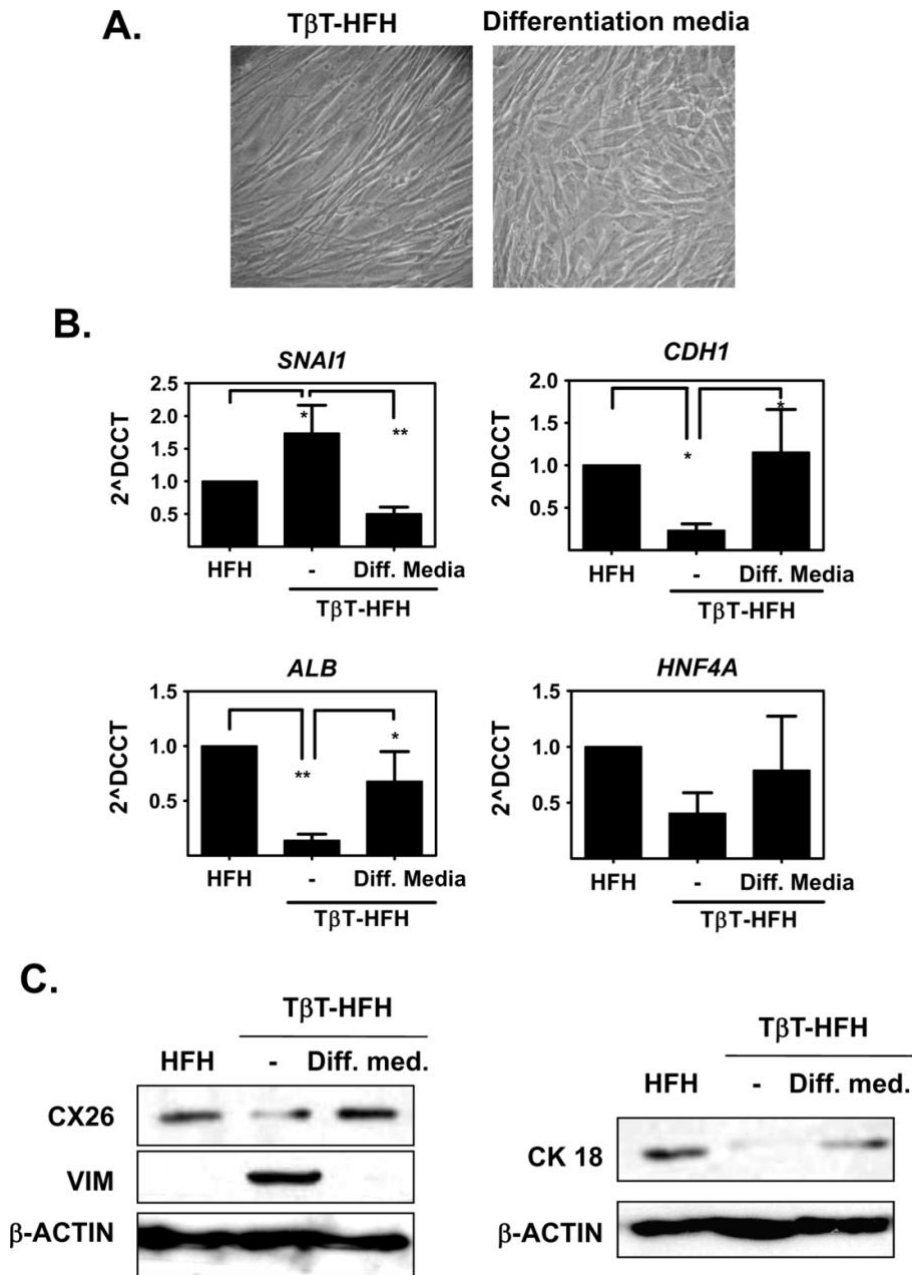 A.
TβT-HFH
Differentiation media
B.
SNAI1
2.5
2.0
1.5
1.0
0.5
2^DCCT
*
**
HFH
-
Diff. Media
TβT-HFH
CDH1
2.0
1.5
1.0
0.5
2^DCCT
*
*
HFH
-
Diff. Media
TβT-HFH
ALB
1.5
1.0
0.5
2^DCCT
**
*
HFH
-
Diff. Media
TβT-HFH
HNF4A
1.5
1.0
0.5
2^DCCT
HFH
-
Diff. Media
TβT-HFH
C.
TβT-HFH
HFH - Diff. med.
CX26
VIM
β-ACTIN
TβT-HFH
HFH - Diff. med.
CK 18
β-ACTIN